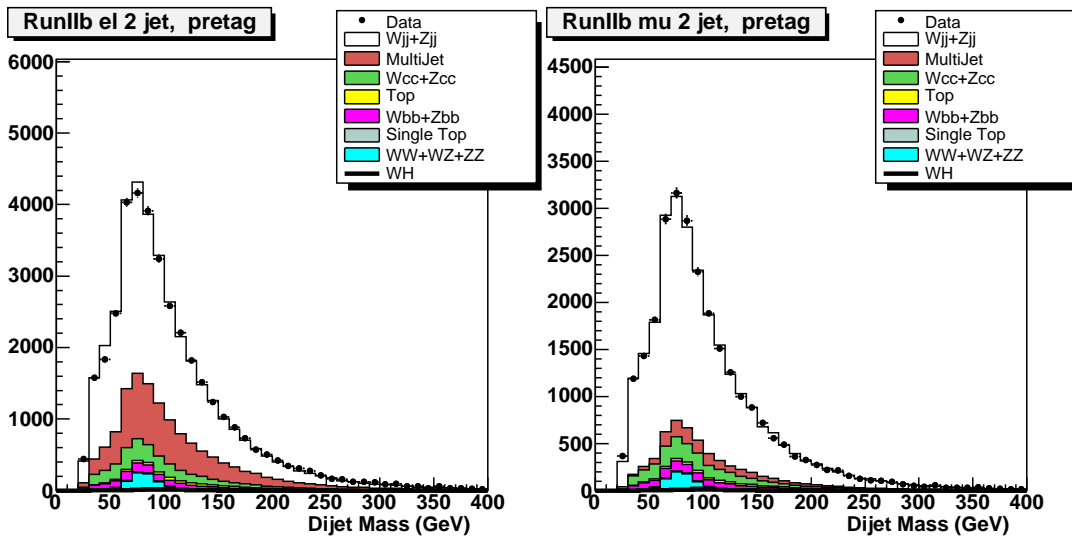 RunIIb el 2 jet,  pretag
Data
Wjj+Zjj
MultiJet
Wcc+Zcc
Top
Wbb+Zbb
Single Top
WW+WZ+ZZ
WH
6000
5000
4000
3000
2000
1000
0
0 50 100 150 200 250 300 350 400
Dijet Mass (GeV)
RunIIb mu 2 jet,  pretag
Data
Wjj+Zjj
MultiJet
Wcc+Zcc
Top
Wbb+Zbb
Single Top
WW+WZ+ZZ
WH
4500
4000
3500
3000
2500
2000
1500
1000
500
0
0 50 100 150 200 250 300 350 400
Dijet Mass (GeV)